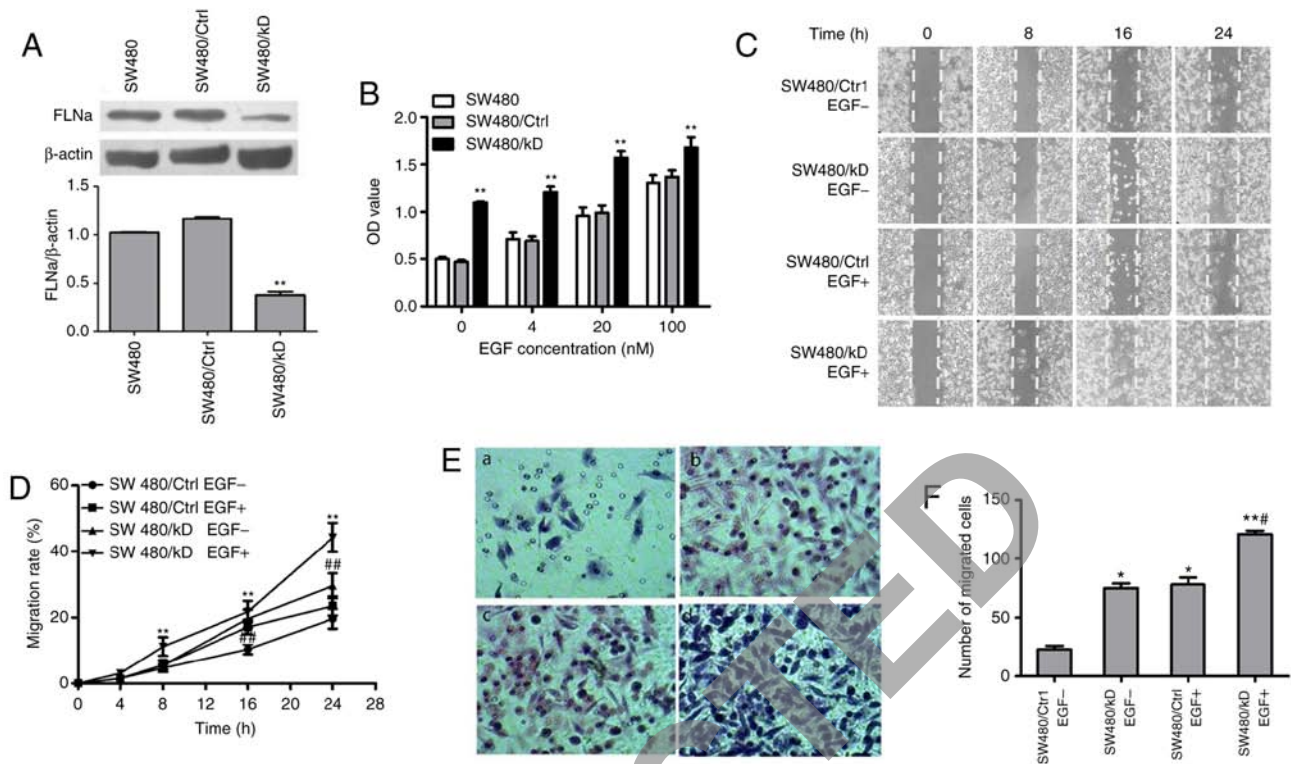 A
SW480
SW480/Ctrl
SW480/kD
FLNa
β-actin
FLNa/β-actin
1.5
1.0
0.5
0.0
SW480
SW480/Ctrl
SW480/kD
**
B
SW480
SW480/Ctrl
SW480/kD
OD value
2.0
1.5
1.0
0.5
0.0
**
**
**
**
0 4 20 100
EGF concentration (nM)
C
Time (h) 0 8 16 24
SW480/Ctr1
EGF−
SW480/kD
EGF−
SW480/Ctrl
EGF+
SW480/kD
EGF+
D
SW 480/Ctrl EGF−
SW 480/Ctrl EGF+
SW 480/kD EGF−
SW 480/kD EGF+
Migration rate (%)
60
40
20
0
**
**
##
**
##
0 4 8 12 16 20 24 28
Time (h)
E
a
b
c
d
F
Number of migrated cells
150
100
50
0
*
*
**#
SW480/Ctr1
EGF−
SW480/kD
EGF−
SW480/Ctrl
EGF+
SW480/kD
EGF+
CTED